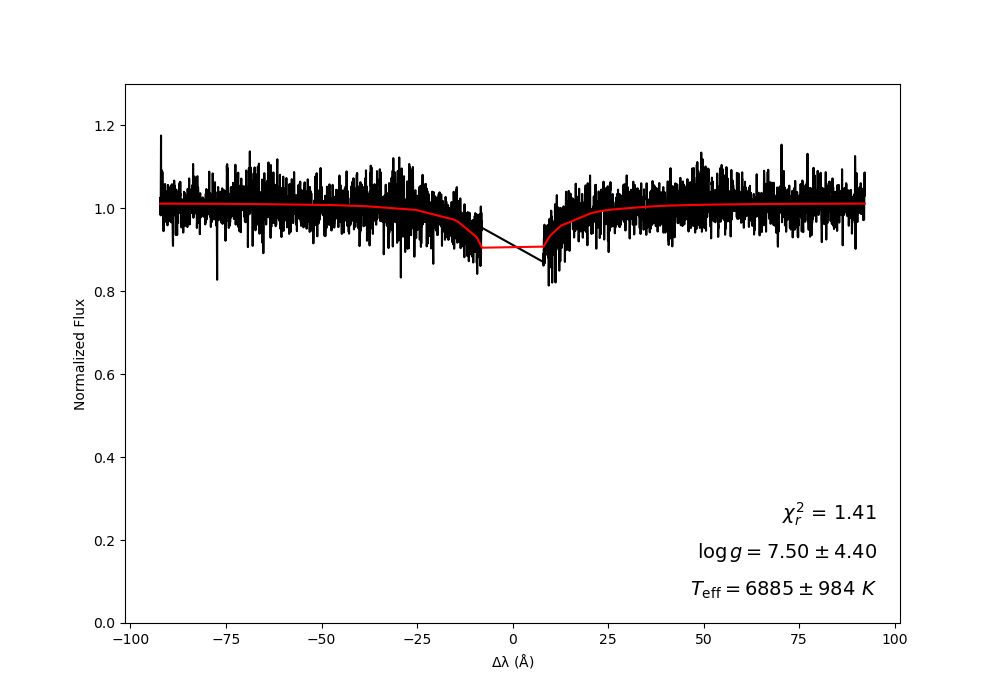 1.2
1.0
0.8
0.6
0.4
0.2
0.0
Normalized Flux
χ²ᵣ = 1.41
log g = 7.50 ± 4.40
T_eff = 6885 ± 984 K
−100 −75 −50 −25 0 25 50 75 100
Δλ (Å)